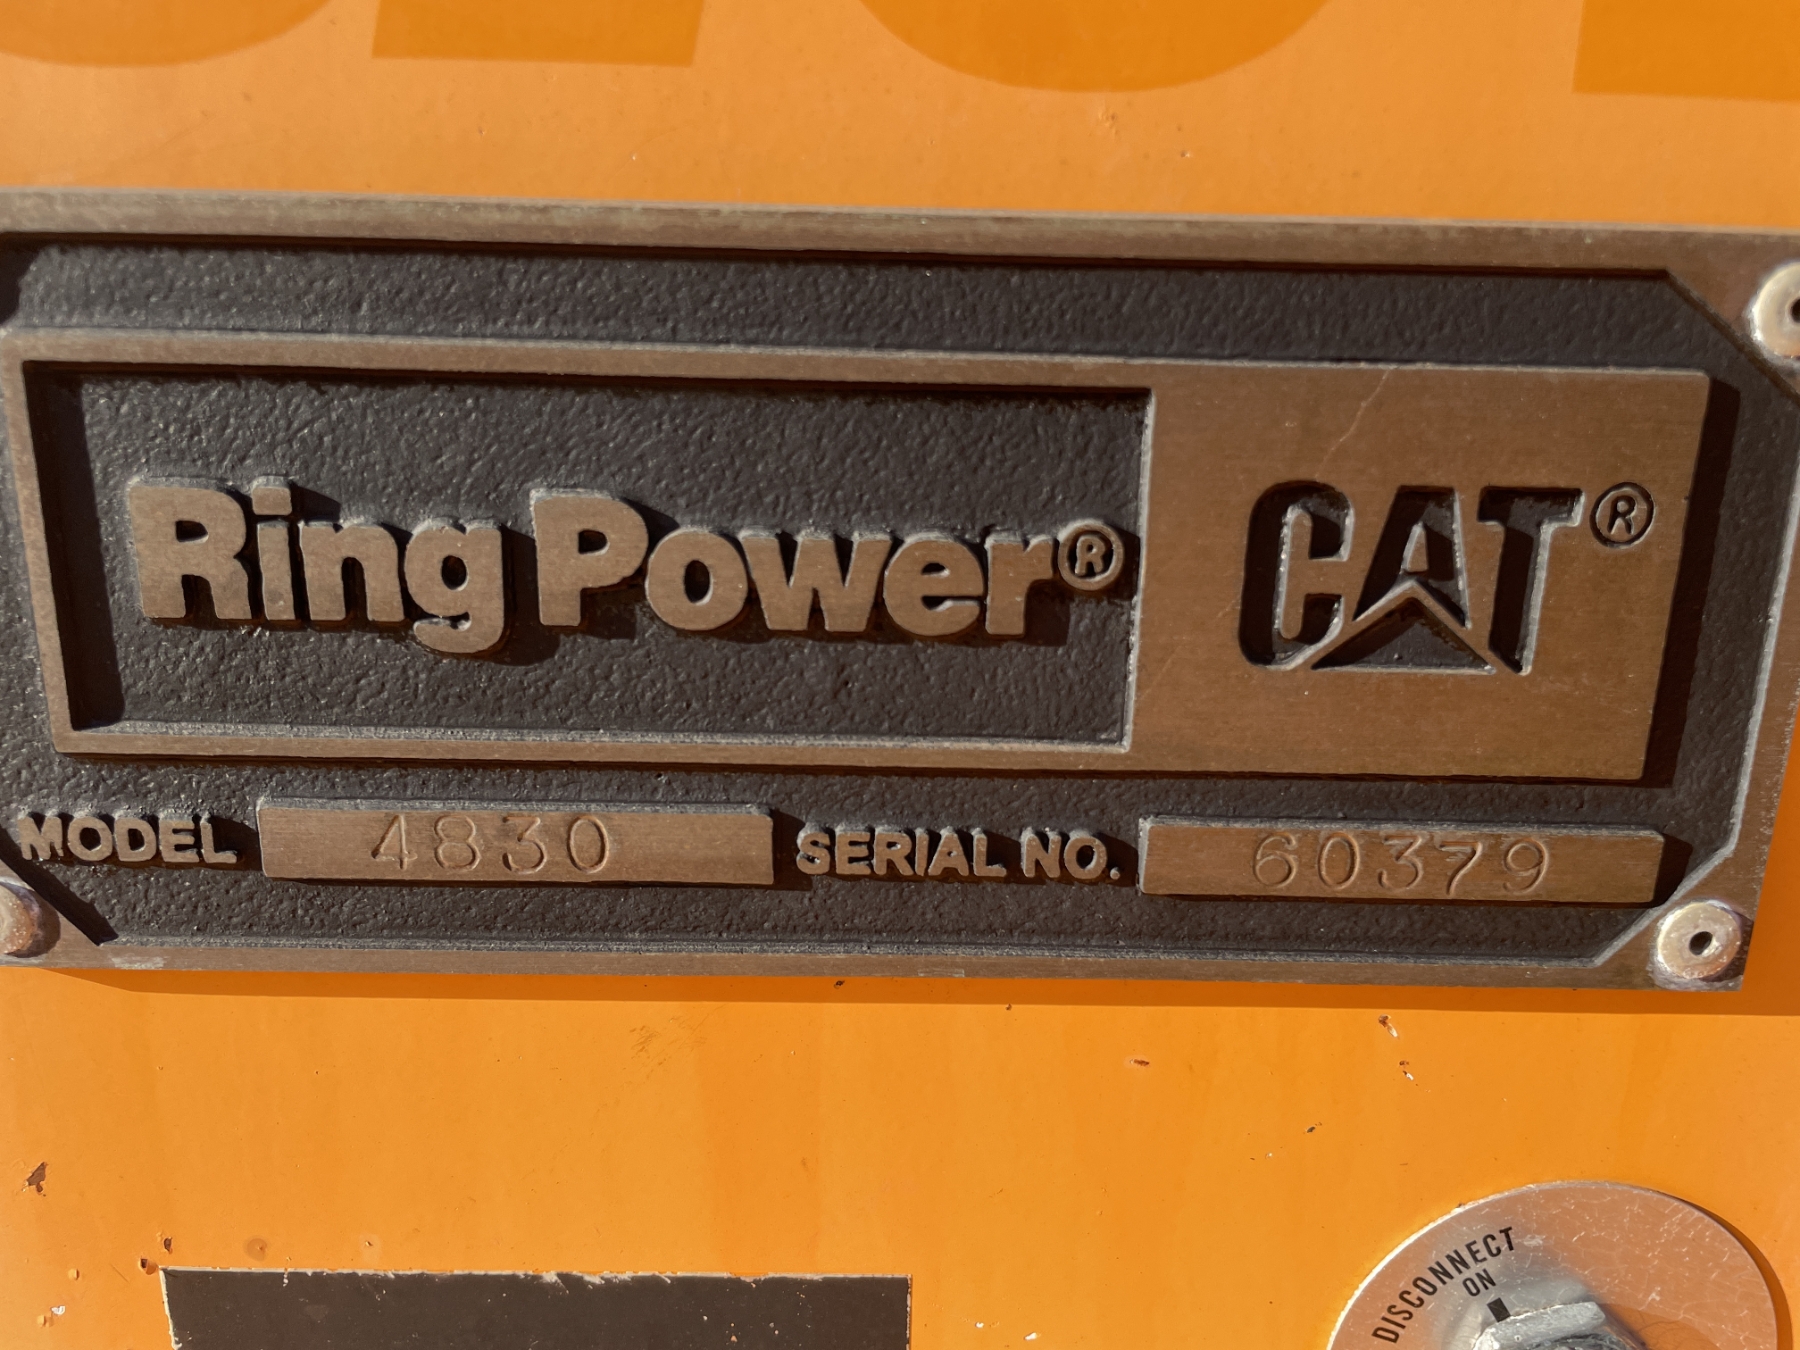 Ring Power® CAT®
MODEL 4830 SERIAL NO. 60379
DISCONNECT
ON